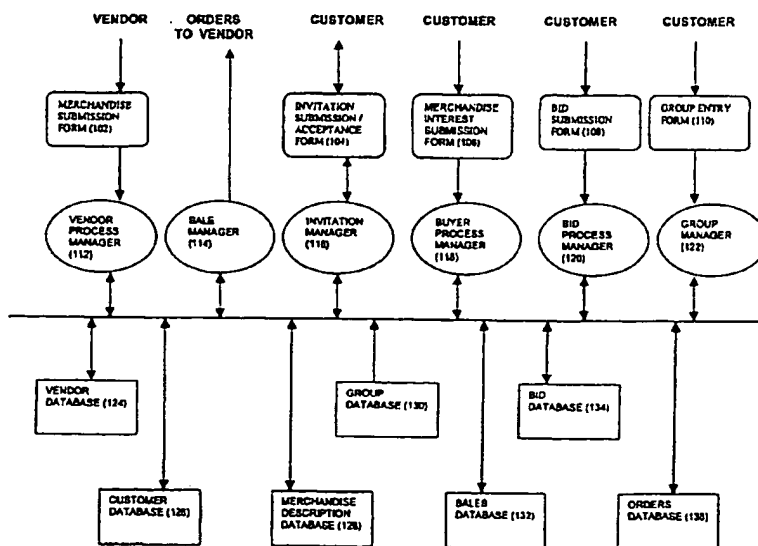 VENDOR
ORDERS
TO VENDOR
CUSTOMER
CUSTOMER
CUSTOMER
CUSTOMER
MERCHANDISE
SUBMISSION
FORM (102)
INVITATION
SUBMISSION /
ACCEPTANCE
FORM (104)
MERCHANDISE
INTEREST
SUBMISSION
FORM (106)
BID
SUBMISSION
FORM (108)
GROUP ENTRY
FORM (110)
VENDOR
PROCESS
MANAGER
(112)
SALE
MANAGER
(114)
INVITATION
MANAGER
(116)
BUYER
PROCESS
MANAGER
(118)
BID
PROCESS
MANAGER
(120)
GROUP
MANAGER
(122)
VENDOR
DATABASE (124)
GROUP
DATABASE (130)
BID
DATABASE (134)
CUSTOMER
DATABASE (126)
MERCHANDISE
DESCRIPTION
DATABASE (128)
SALES
DATABASE (132)
ORDERS
DATABASE (136)